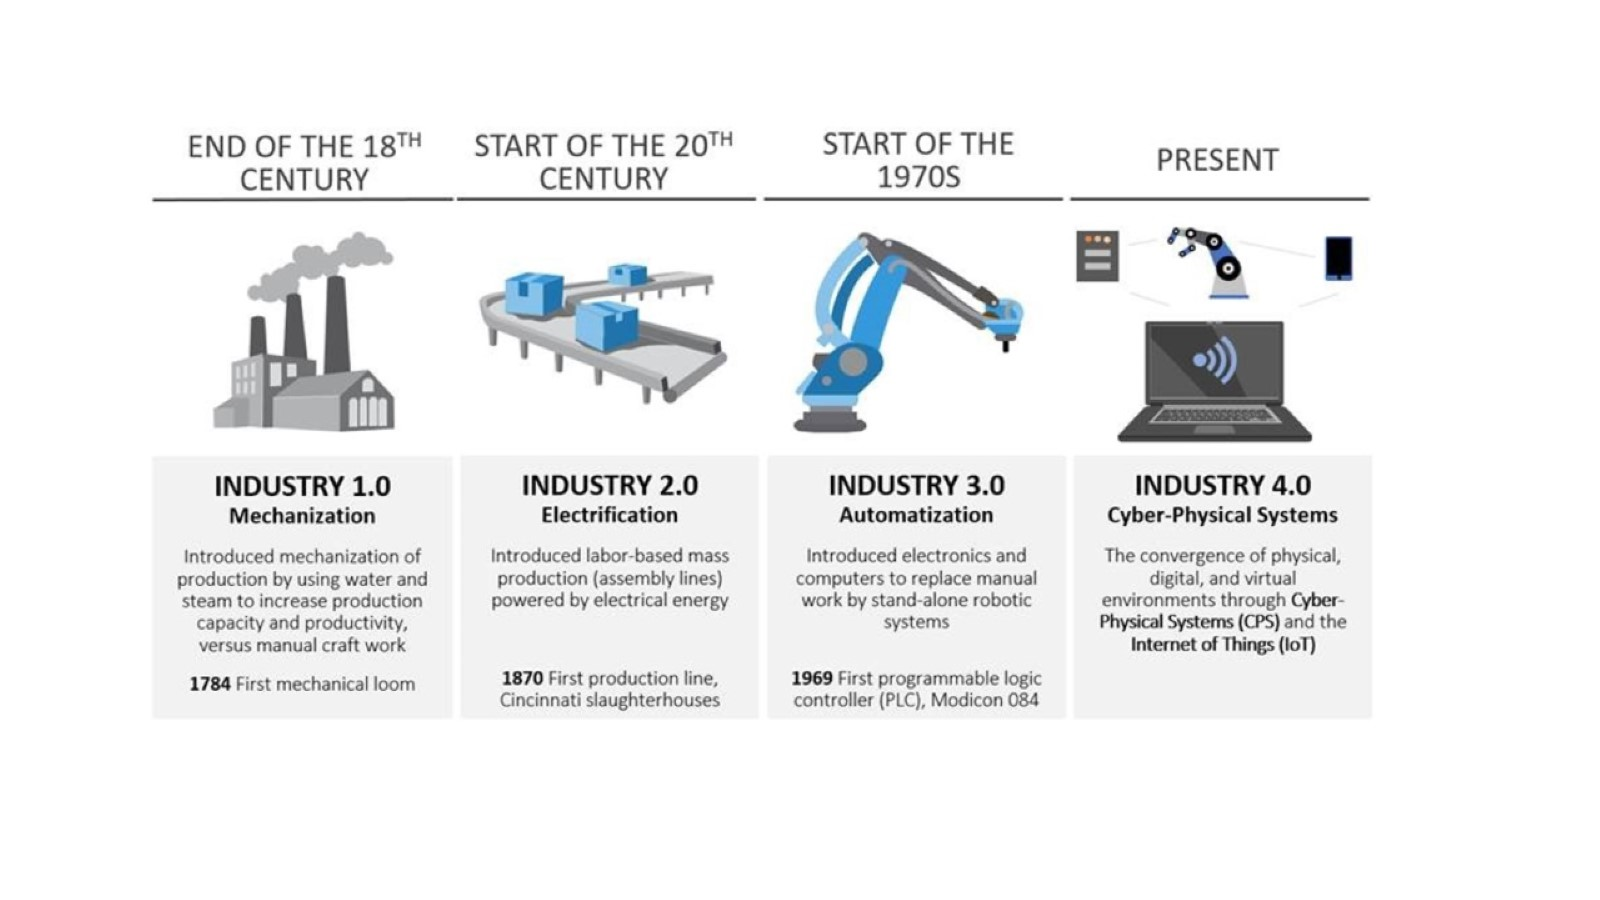 END OF THE 18TH
CENTURY
START OF THE 20TH
CENTURY
START OF THE
1970S
PRESENT
INDUSTRY 1.0
Mechanization
Introduced mechanization of
production by using water and
steam to increase production
capacity and productivity,
versus manual craft work
1784 First mechanical loom
INDUSTRY 2.0
Electrification
Introduced labor-based mass
production (assembly lines)
powered by electrical energy
1870 First production line,
Cincinnati slaughterhouses
INDUSTRY 3.0
Automatization
Introduced electronics and
computers to replace manual
work by stand-alone robotic
systems
1969 First programmable logic
controller (PLC), Modicon 084
INDUSTRY 4.0
Cyber-Physical Systems
The convergence of physical,
digital, and virtual
environments through Cyber-
Physical Systems (CPS) and the
Internet of Things (IoT)